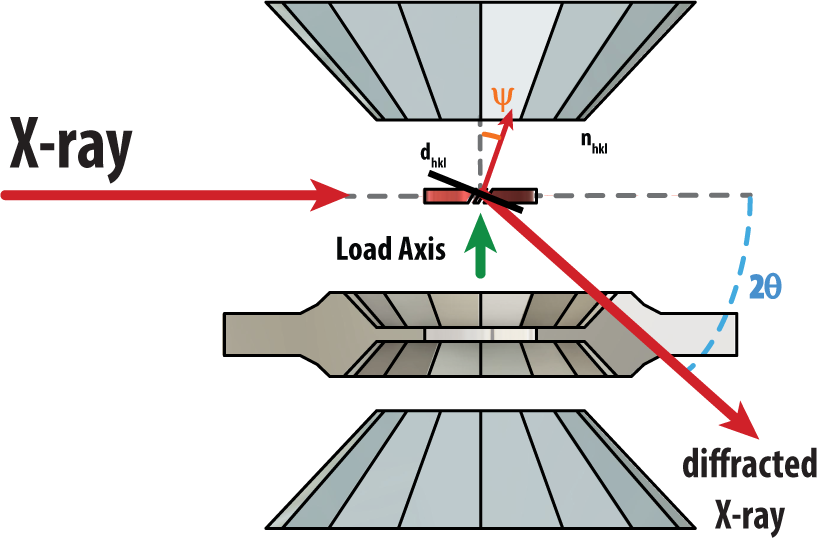 X-ray
ψ
d_hkl
n_hkl
Load Axis
2θ
diffracted
X-ray